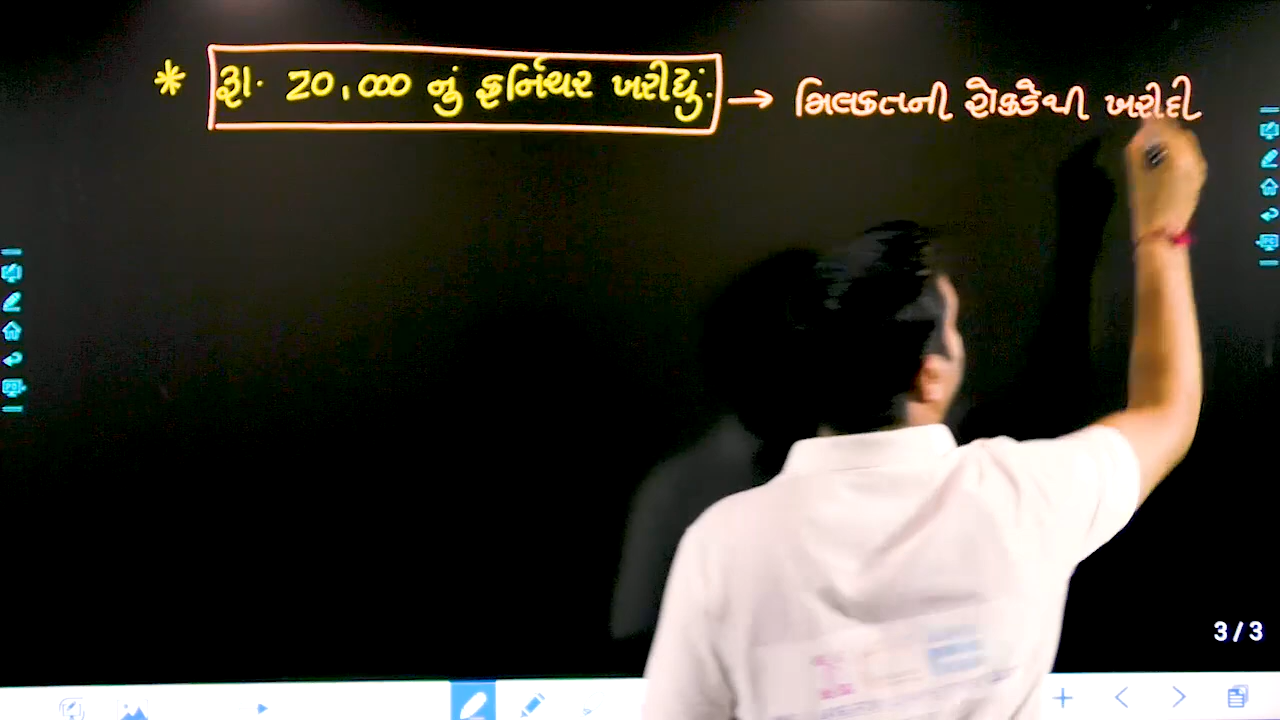 * રૂા. 20,000 નું ફર્નિચર ખરીદ્યું. → મિલકતની રોકડેથી ખરીદી
3 / 3